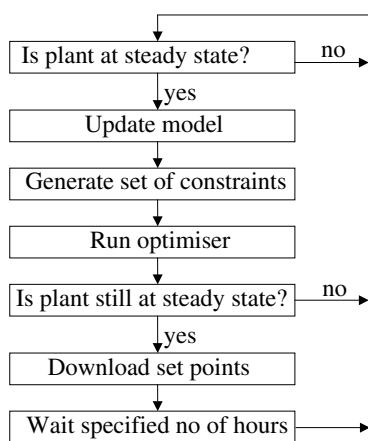 Is plant at steady state?
no
yes
Update model
Generate set of constraints
Run optimiser
Is plant still at steady state?
no
yes
Download set points
Wait specified no of hours